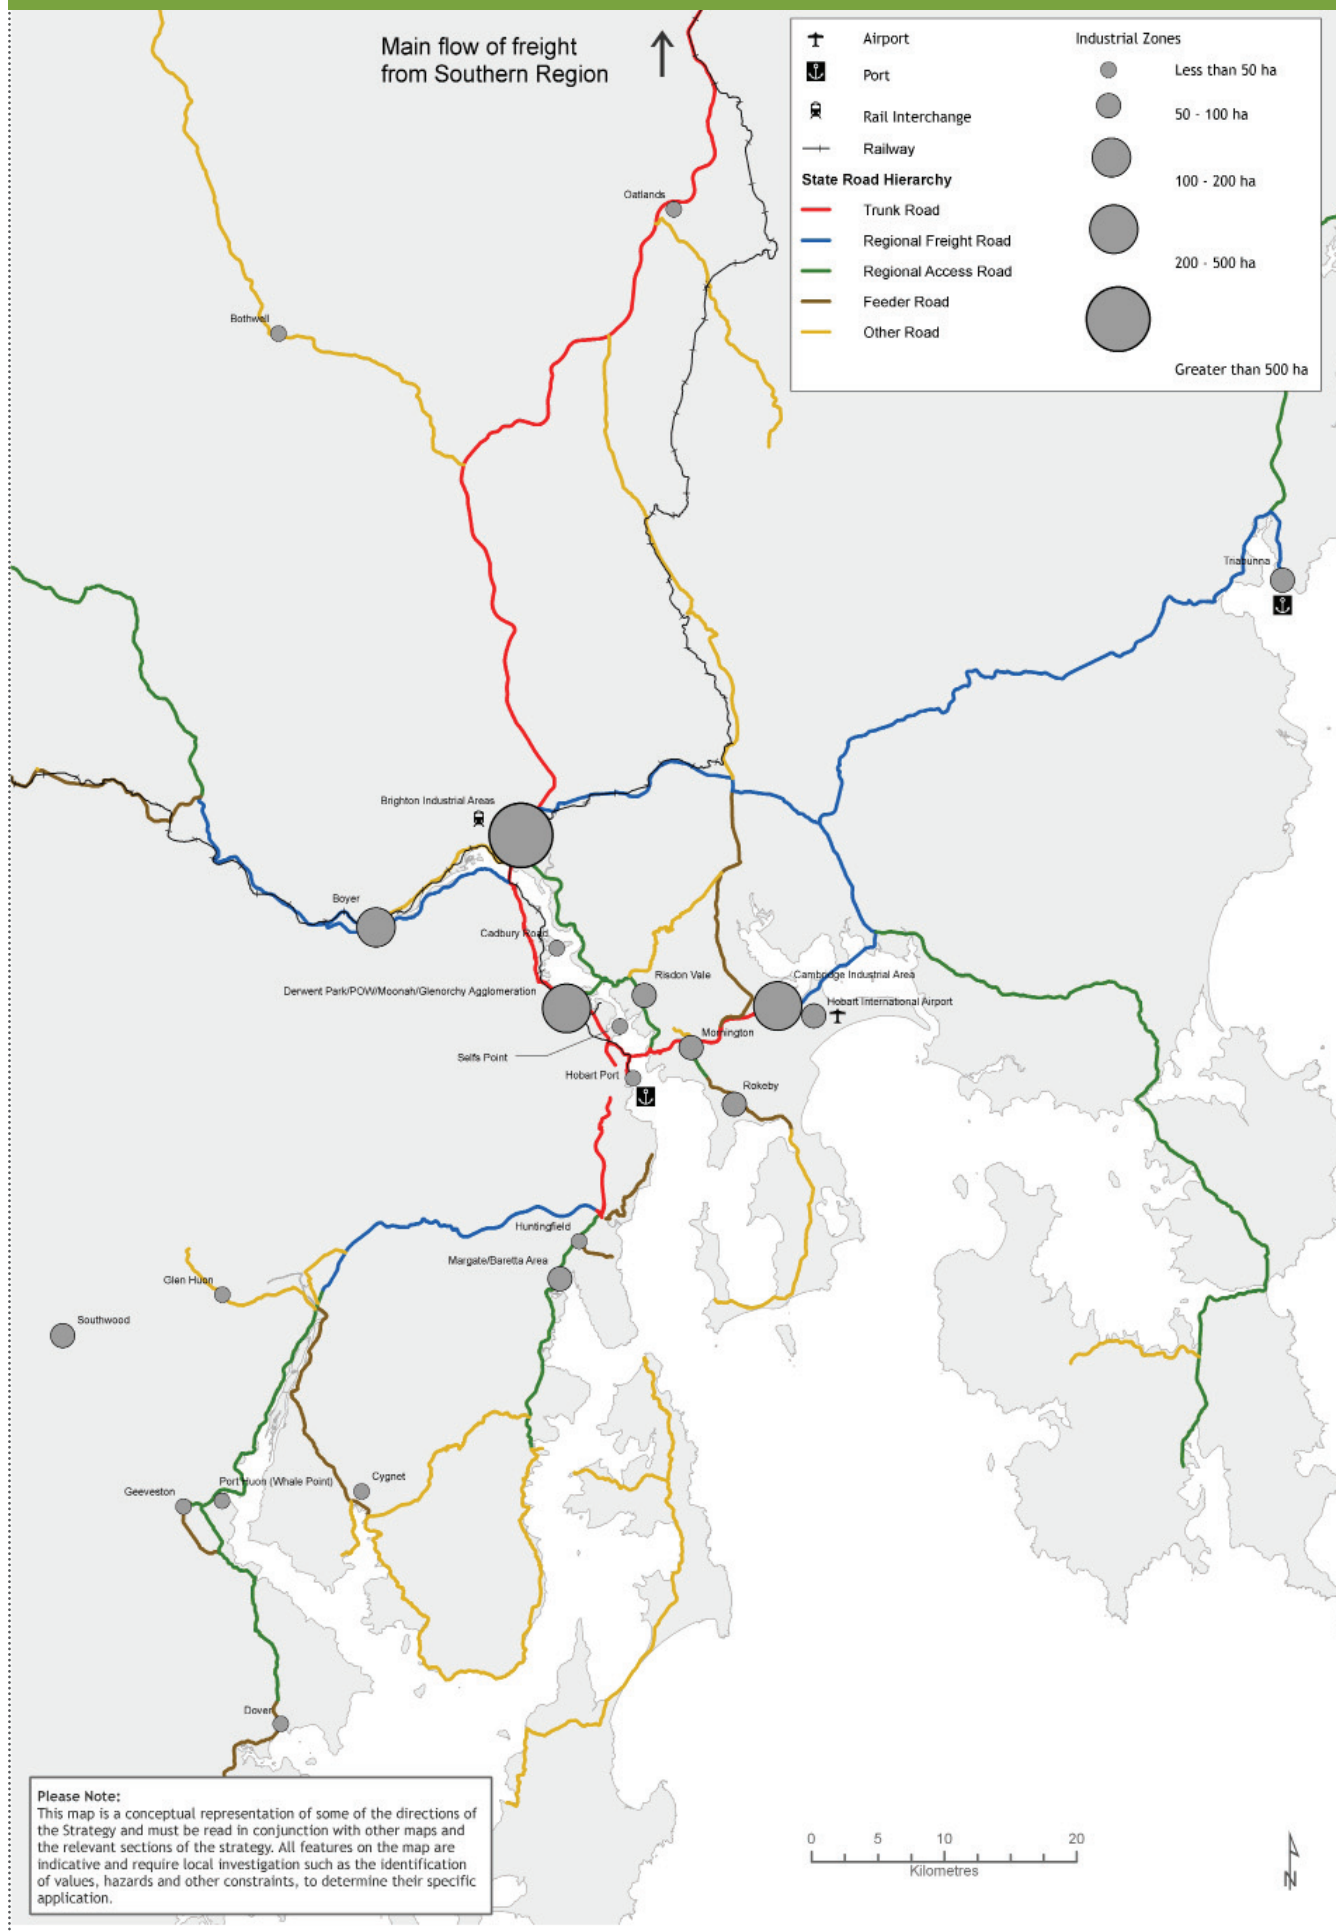 Main flow of freight
from Southern Region
Airport
Port
Rail Interchange
Railway
State Road Hierarchy
Trunk Road
Regional Freight Road
Regional Access Road
Feeder Road
Other Road
Industrial Zones
Less than 50 ha
50 - 100 ha
100 - 200 ha
200 - 500 ha
Greater than 500 ha
Oatlands
Bothwell
Triabunna
Brighton Industrial Areas
Boyer
Cadbury Road
Derwent Park/POW/Moonah/Glenorchy Agglomeration
Risdon Vale
Cambridge Industrial Area
Hobart International Airport
Mornington
Selfs Point
Hobart Port
Rokeby
Huntingfield
Margate/Baretta Area
Glen Huon
Southwood
Port Huon (Whale Point)
Cygnet
Geeveston
Dover
Please Note:
This map is a conceptual representation of some of the directions of
the Strategy and must be read in conjunction with other maps and
the relevant sections of the strategy. All features on the map are
indicative and require local investigation such as the identification
of values, hazards and other constraints, to determine their specific
application.
0 5 10 20
Kilometres
N